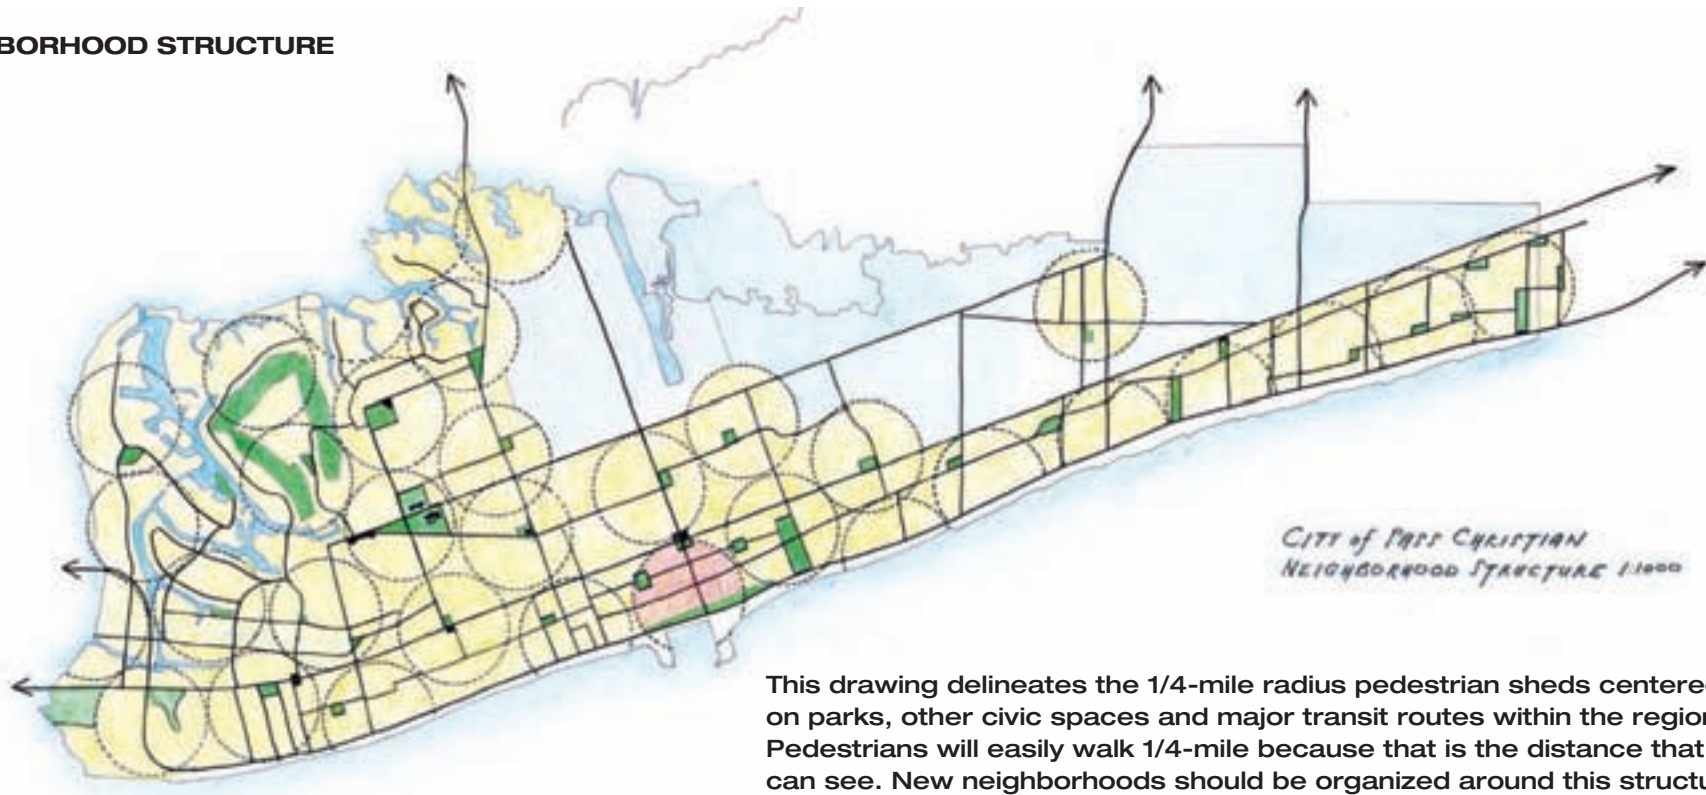 BORHOOD STRUCTURE
CITY of PASS CHRISTIAN
NEIGHBORHOOD STRUCTURE 1:1000
This drawing delineates the 1/4-mile radius pedestrian sheds centere
on parks, other civic spaces and major transit routes within the region
Pedestrians will easily walk 1/4-mile because that is the distance that
can see. New neighborhoods should be organized around this structu